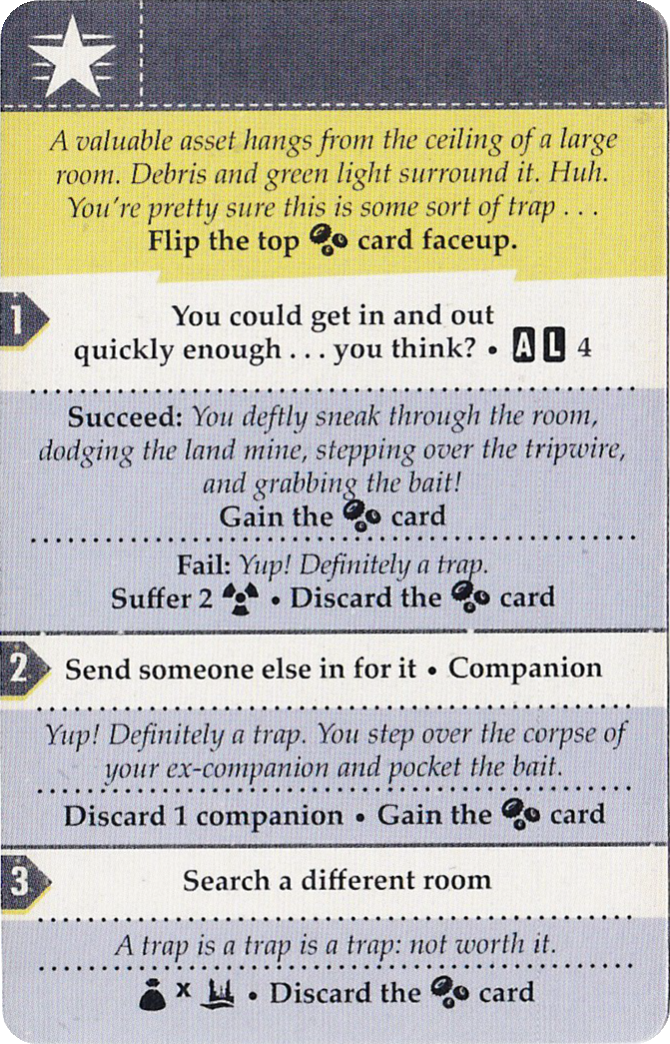 A valuable asset hangs from the ceiling of a large
room. Debris and green light surround it. Huh.
You're pretty sure this is some sort of trap . . .
Flip the top card faceup.
1
You could get in and out
quickly enough . . . you think? • A L 4
Succeed: You deftly sneak through the room,
dodging the land mine, stepping over the tripwire,
and grabbing the bait!
Gain the card
Fail: Yup! Definitely a trap.
Suffer 2 • Discard the card
2
Send someone else in for it • Companion
Yup! Definitely a trap. You step over the corpse of
your ex-companion and pocket the bait.
Discard 1 companion • Gain the card
3
Search a different room
A trap is a trap is a trap: not worth it.
x • Discard the card